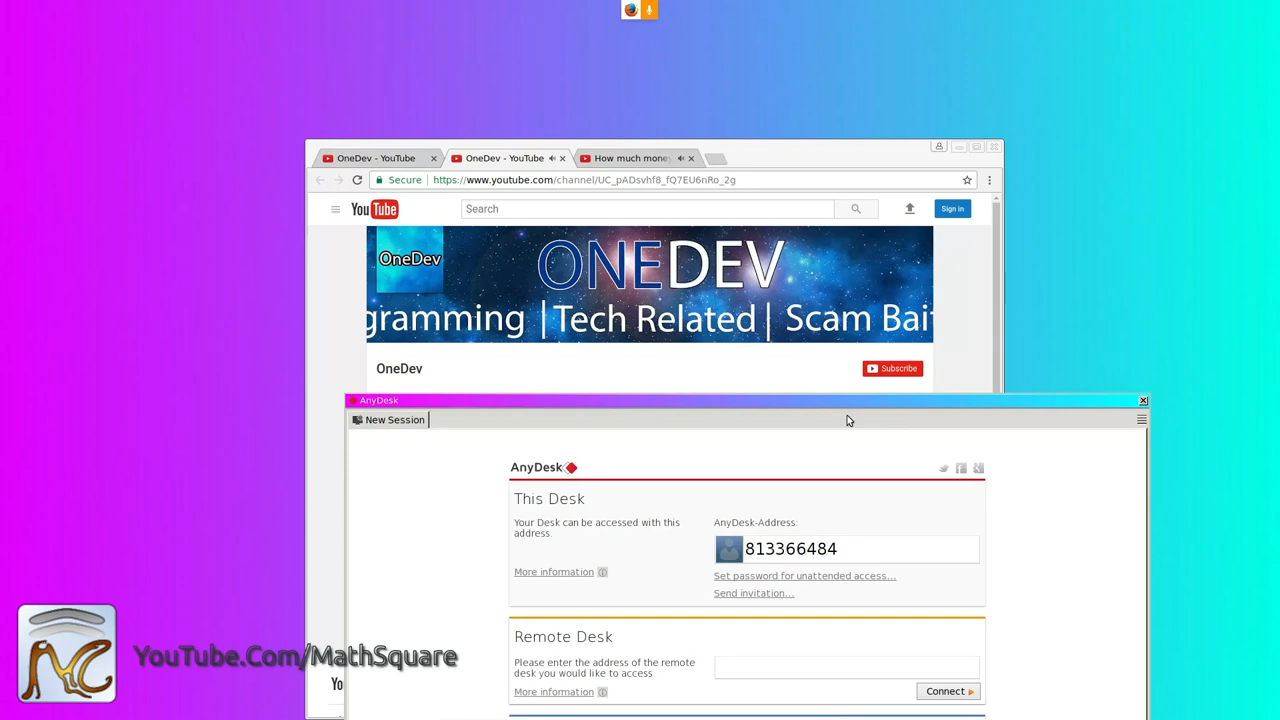 OneDev - YouTube
OneDev - YouTube
How much money
Secure
https://www.youtube.com/channel/UC_pADsvhf8_fQ7EU6nRo_2g
YouTube
Search
Sign in
OneDev
ONEDEV
gramming | Tech Related | Scam Bait
OneDev
Subscribe
AnyDesk
New Session
AnyDesk
This Desk
Your Desk can be accessed with this
address.
More information
AnyDesk-Address:
813366484
Set password for unattended access...
Send invitation...
Remote Desk
Please enter the address of the remote
desk you would like to access.
More information
Connect
YouTube.Com/MathSquare
You